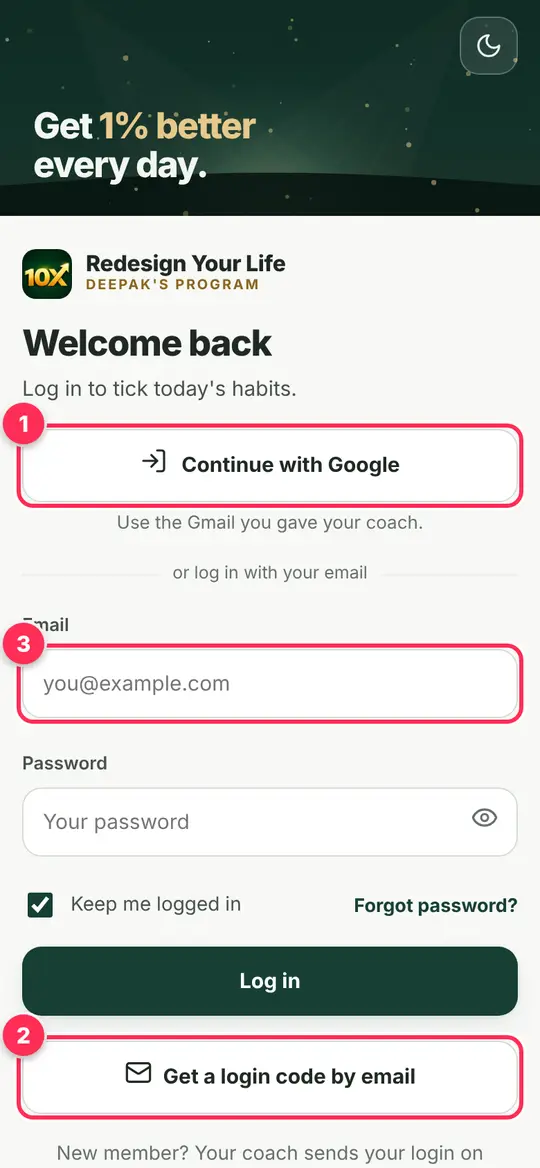 Get 1% better
every day.
10X
Redesign Your Life
DEEPAK'S PROGRAM
Welcome back
Log in to tick today's habits.
1
Continue with Google
Use the Gmail you gave your coach.
or log in with your email
Email
3
you@example.com
Password
Your password
Keep me logged in
Forgot password?
Log in
2
Get a login code by email
New member? Your coach sends your login on